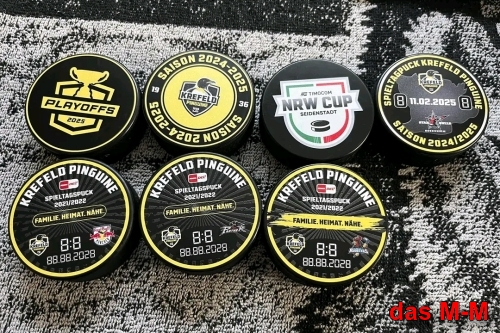 PLAYOFFS
2025
SAISON 2024-2025
19
36
KREFELD
PINGUINE
SAISON 2024-2025
TIMOCOM
NRW CUP
SEIDENSTADT
SPIELTAGSPUCK KREFELD PINGUINE
8
8
11.02.2025
SAISON 2024/2025
KREFELD PINGUINE
SPIELTAGSPUCK
2021/2022
FAMILIE. HEIMAT. NÄHE.
8:8
88.88.2028
KREFELD PINGUINE
SPIELTAGSPUCK
2021/2022
FAMILIE. HEIMAT. NÄHE.
8:8
88.88.2028
KREFELD PINGUINE
SPIELTAGSPUCK
2021/2022
FAMILIE. HEIMAT. NÄHE.
8:8
88.88.2028
das M-M